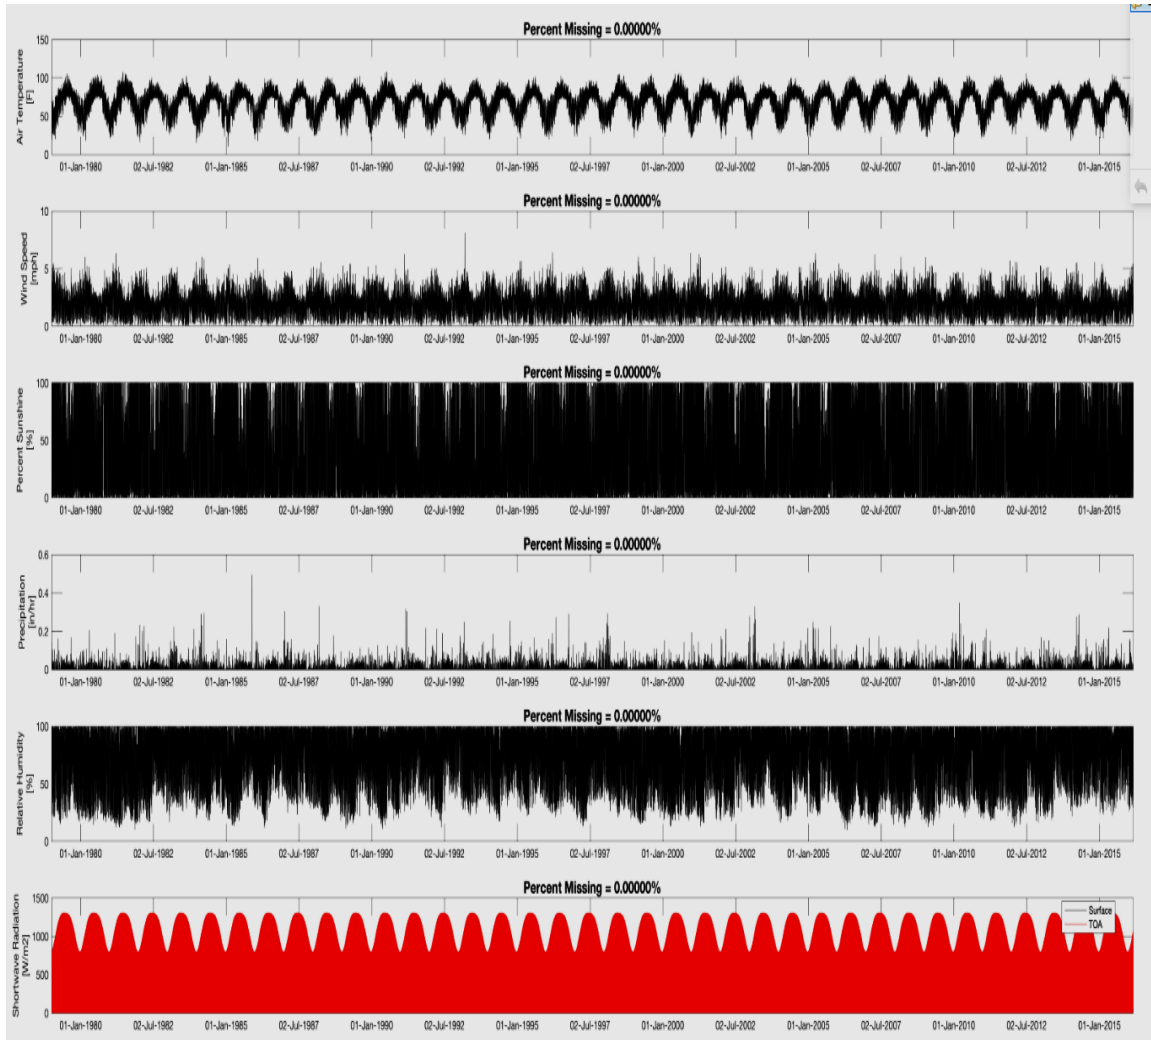 Percent Missing = 0.00000%
Air Temperature
[F]
150
100
50
0
01-Jan-1980 02-Jul-1982 01-Jan-1985 02-Jul-1987 01-Jan-1990 02-Jul-1992 01-Jan-1995 02-Jul-1997 01-Jan-2000 02-Jul-2002 01-Jan-2005 02-Jul-2007 01-Jan-2010 02-Jul-2012 01-Jan-2015
Percent Missing = 0.00000%
Wind Speed
[mph]
10
5
0
01-Jan-1980 02-Jul-1982 01-Jan-1985 02-Jul-1987 01-Jan-1990 02-Jul-1992 01-Jan-1995 02-Jul-1997 01-Jan-2000 02-Jul-2002 01-Jan-2005 02-Jul-2007 01-Jan-2010 02-Jul-2012 01-Jan-2015
Percent Missing = 0.00000%
Percent Sunshine
[%]
100
50
0
01-Jan-1980 02-Jul-1982 01-Jan-1985 02-Jul-1987 01-Jan-1990 02-Jul-1992 01-Jan-1995 02-Jul-1997 01-Jan-2000 02-Jul-2002 01-Jan-2005 02-Jul-2007 01-Jan-2010 02-Jul-2012 01-Jan-2015
Percent Missing = 0.00000%
Precipitation
[in/hr]
0.6
0.4
0.2
0
01-Jan-1980 02-Jul-1982 01-Jan-1985 02-Jul-1987 01-Jan-1990 02-Jul-1992 01-Jan-1995 02-Jul-1997 01-Jan-2000 02-Jul-2002 01-Jan-2005 02-Jul-2007 01-Jan-2010 02-Jul-2012 01-Jan-2015
Percent Missing = 0.00000%
Relative Humidity
[%]
100
50
0
01-Jan-1980 02-Jul-1982 01-Jan-1985 02-Jul-1987 01-Jan-1990 02-Jul-1992 01-Jan-1995 02-Jul-1997 01-Jan-2000 02-Jul-2002 01-Jan-2005 02-Jul-2007 01-Jan-2010 02-Jul-2012 01-Jan-2015
Percent Missing = 0.00000%
Shortwave Radiation
[W/m2]
1500
1000
500
0
Surface
TOA
01-Jan-1980 02-Jul-1982 01-Jan-1985 02-Jul-1987 01-Jan-1990 02-Jul-1992 01-Jan-1995 02-Jul-1997 01-Jan-2000 02-Jul-2002 01-Jan-2005 02-Jul-2007 01-Jan-2010 02-Jul-2012 01-Jan-2015